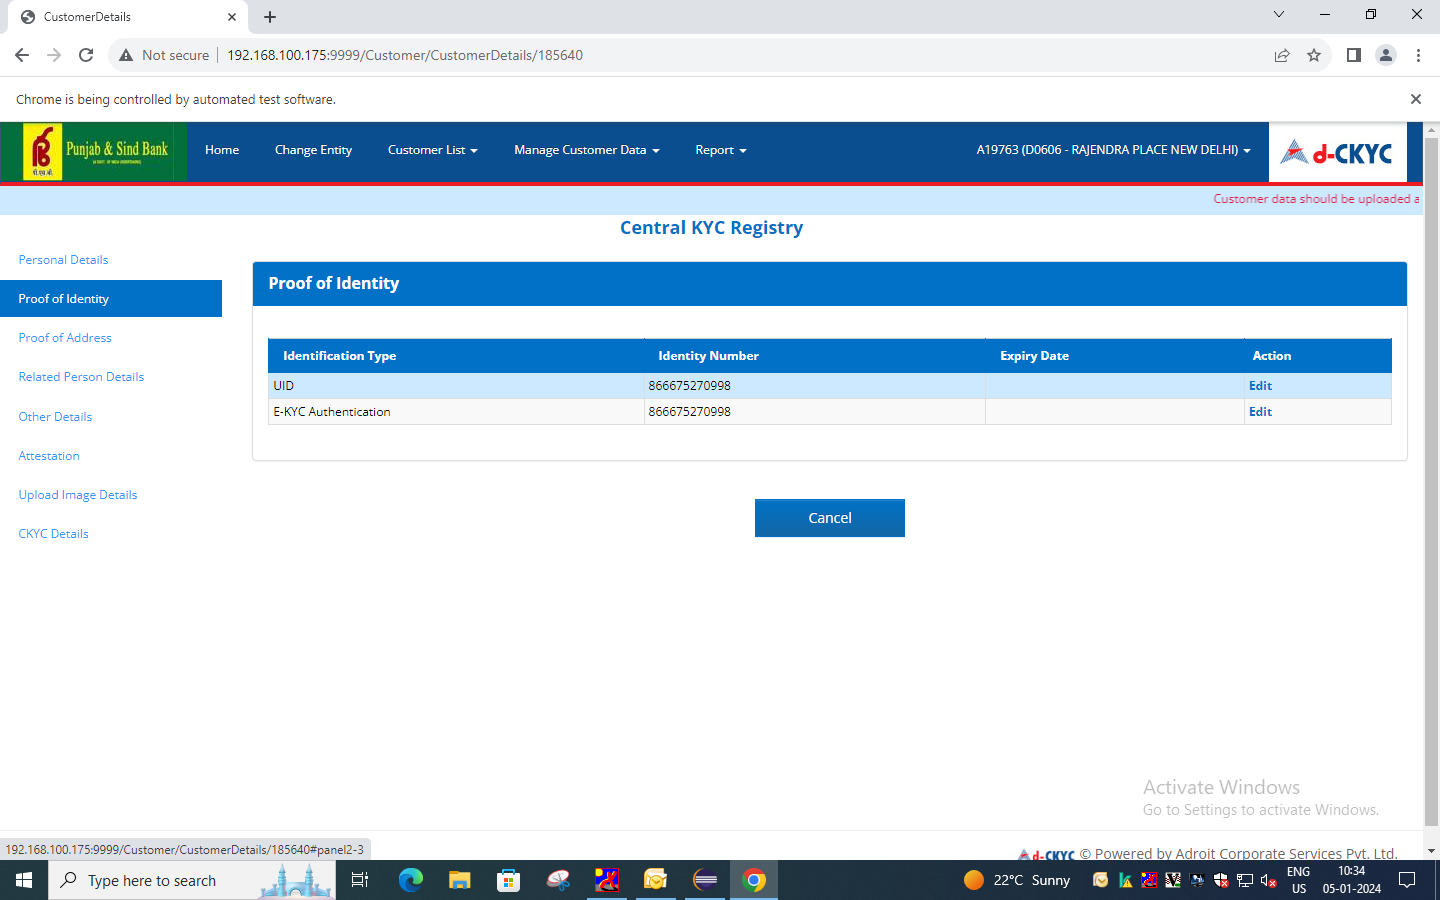 CustomerDetails
Not secure
192.168.100.175:9999/Customer/CustomerDetails/185640
Chrome is being controlled by automated test software.
Punjab & Sind Bank
पी.एस.बी.
Home
Change Entity
Customer List
Manage Customer Data
Report
A19763 (D0606 - RAJENDRA PLACE NEW DELHI)
d-CKYC
Customer data should be uploaded a
Central KYC Registry
Personal Details
Proof of Identity
Proof of Address
Related Person Details
Other Details
Attestation
Upload Image Details
CKYC Details
Proof of Identity
Identification Type Identity Number Expiry Date Action
UID 866675270998 Edit
E-KYC Authentication 866675270998 Edit
Cancel
Activate Windows
Go to Settings to activate Windows.
192.168.100.175:9999/Customer/CustomerDetails/185640#panel2-3
d-CKYC © Powered by Adroit Corporate Services Pvt. Ltd.
Type here to search
22°C Sunny
ENG
US
10:34
05-01-2024